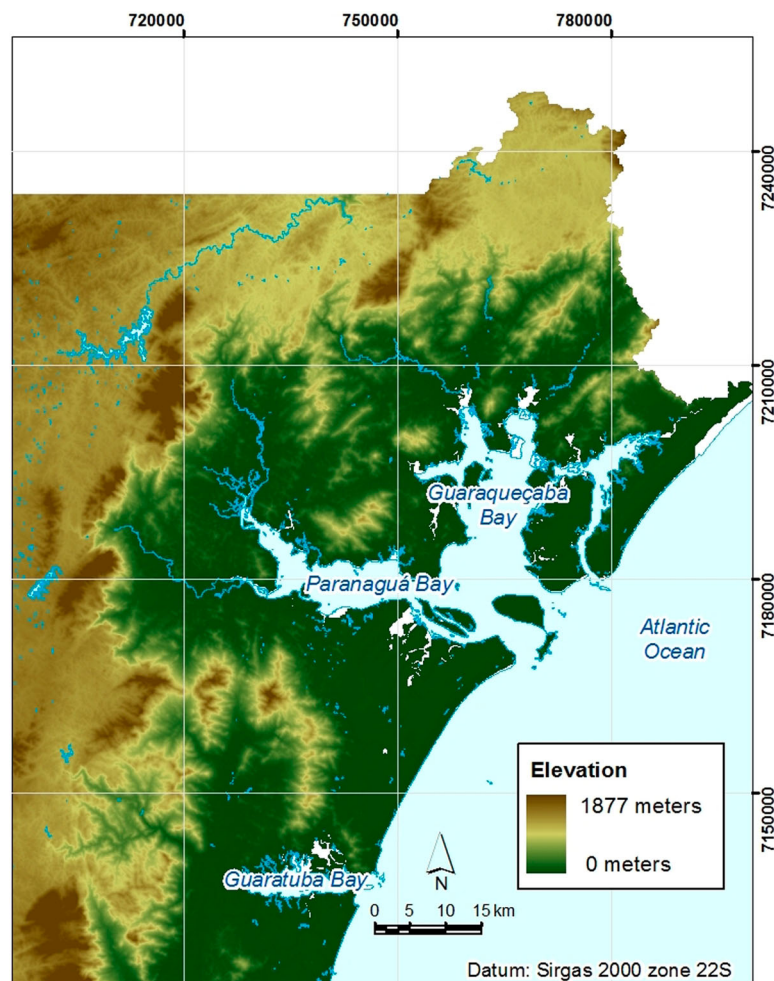 720000
750000
780000
7240000
7210000
Guaraqueçaba
Bay
Paranaguá Bay
7180000
Atlantic
Ocean
Elevation
1877 meters
0 meters
7150000
Guaratuba Bay
N
0
5
10
15 km
Datum: Sirgas 2000 zone 22S